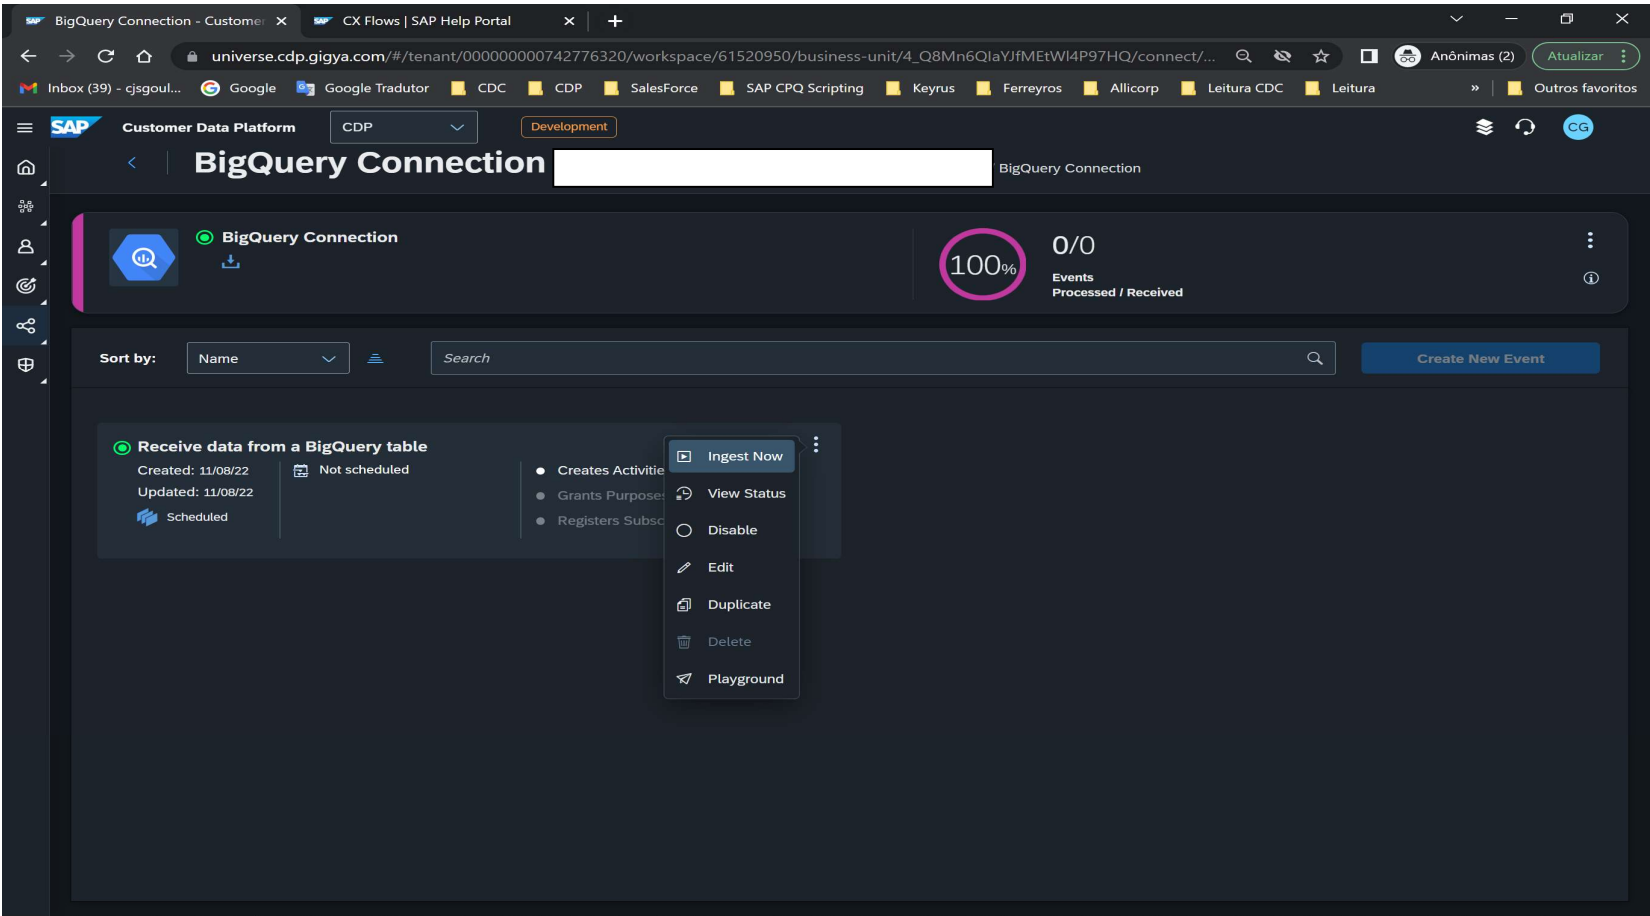 SAP BigQuery Connection - Customer
SAP CX Flows | SAP Help Portal
universe.cdp.gigya.com/#/tenant/000000000742776320/workspace/61520950/business-unit/4_Q8Mn6QIaYJfMEtWl4P97HQ/connect/...
Anônimas (2)
Atualizar
Inbox (39) - cjsgoul... Google Google Tradutor CDC CDP SalesForce SAP CPQ Scripting Keyrus Ferreyros Allicorp Leitura CDC Leitura » Outros favoritos
SAP Customer Data Platform CDP Development CG
BigQuery Connection BigQuery Connection
BigQuery Connection
100%
0/0
Events
Processed / Received
Sort by: Name Search Create New Event
Receive data from a BigQuery table
Created: 11/08/22
Updated: 11/08/22
Scheduled
Not scheduled
Creates Activitie
Grants Purpose
Registers Subsc
Ingest Now
View Status
Disable
Edit
Duplicate
Delete
Playground